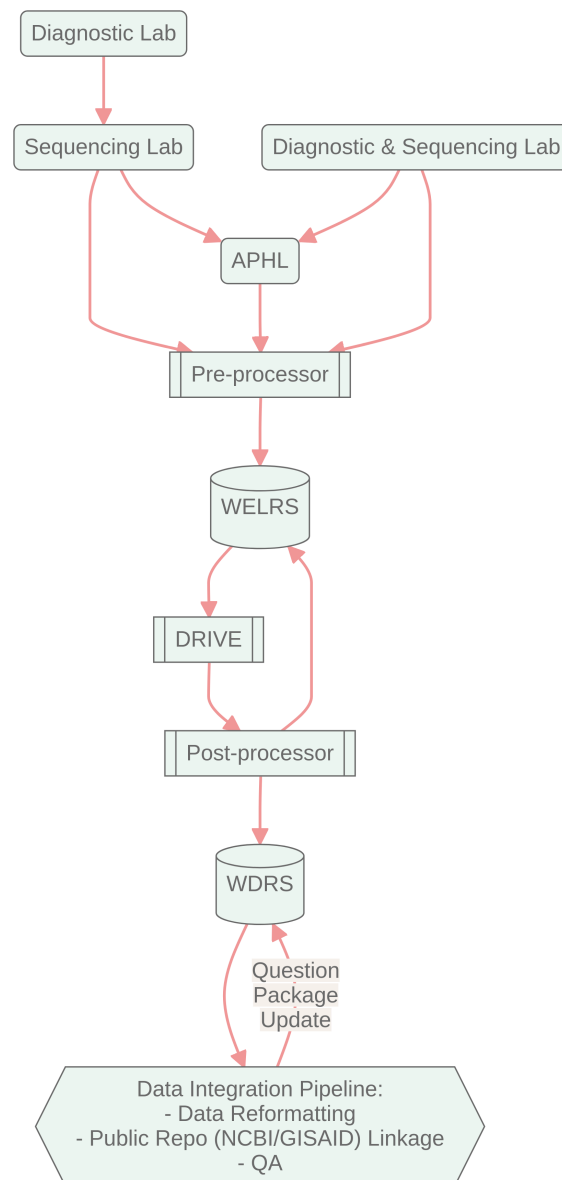 Diagnostic Lab
Sequencing Lab
Diagnostic & Sequencing Lab
APHL
Pre-processor
WELRS
DRIVE
Post-processor
WDRS
Question
Package
Update
Data Integration Pipeline:
- Data Reformatting
- Public Repo (NCBI/GISAID) Linkage
- QA